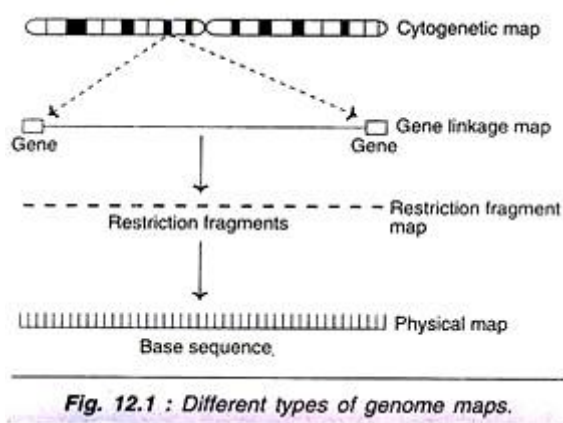 Cytogenetic map
Gene linkage map
Gene
Gene
Restriction fragments
Restriction fragment
map
Physical map
Base sequence.
Fig. 12.1 : Different types of genome maps.